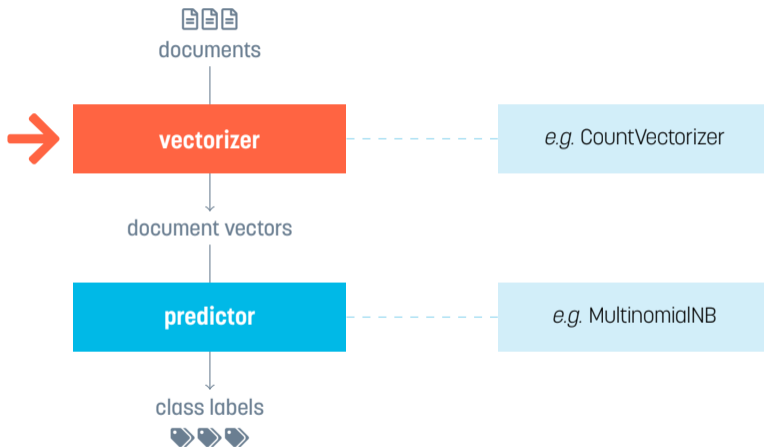 documents
vectorizer
e.g. CountVectorizer
document vectors
predictor
e.g. MultinomialNB
class labels